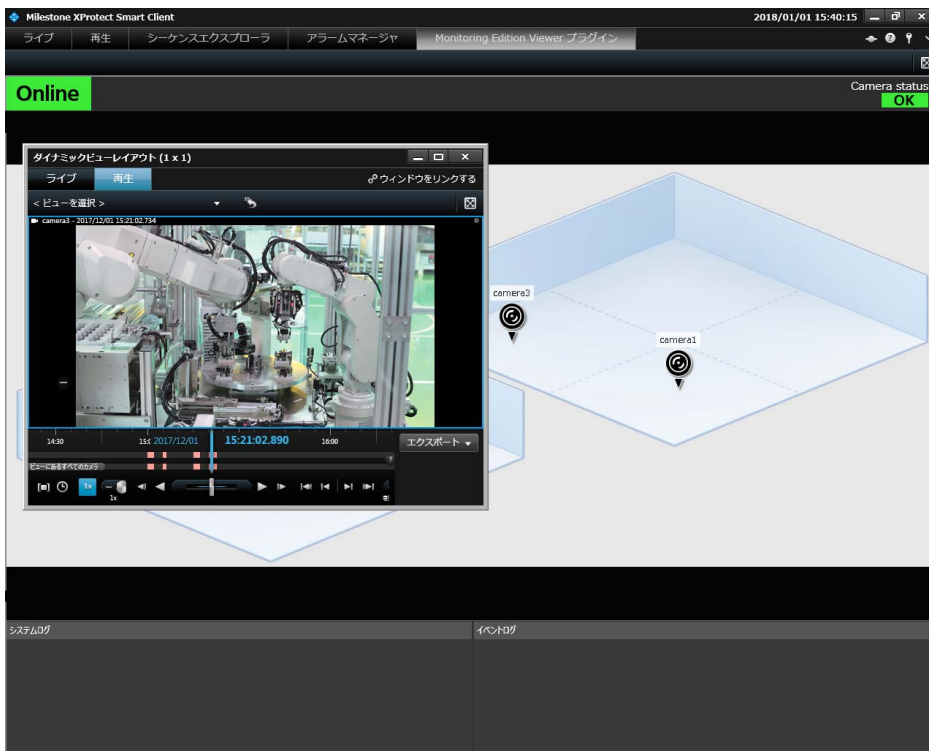 Milestone XProtect Smart Client 2018/01/01 15:40:15
ライブ 再生 シーケンスエクスプローラ アラームマネージャ Monitoring Edition Viewer プラグイン
Online
Camera status
OK
ダイナミックビューレイアウト (1 x 1)
ライブ 再生 ウィンドウをリンクする
< ビューを選択 >
camera3 - 2017/12/01 15:21:02.734
camera3
camera1
14:30 15:0 2017/12/01 15:21:02.890 16:00 エクスポート
ビューにあるすべてのカメラ
1x
1x
システムログ イベントログ